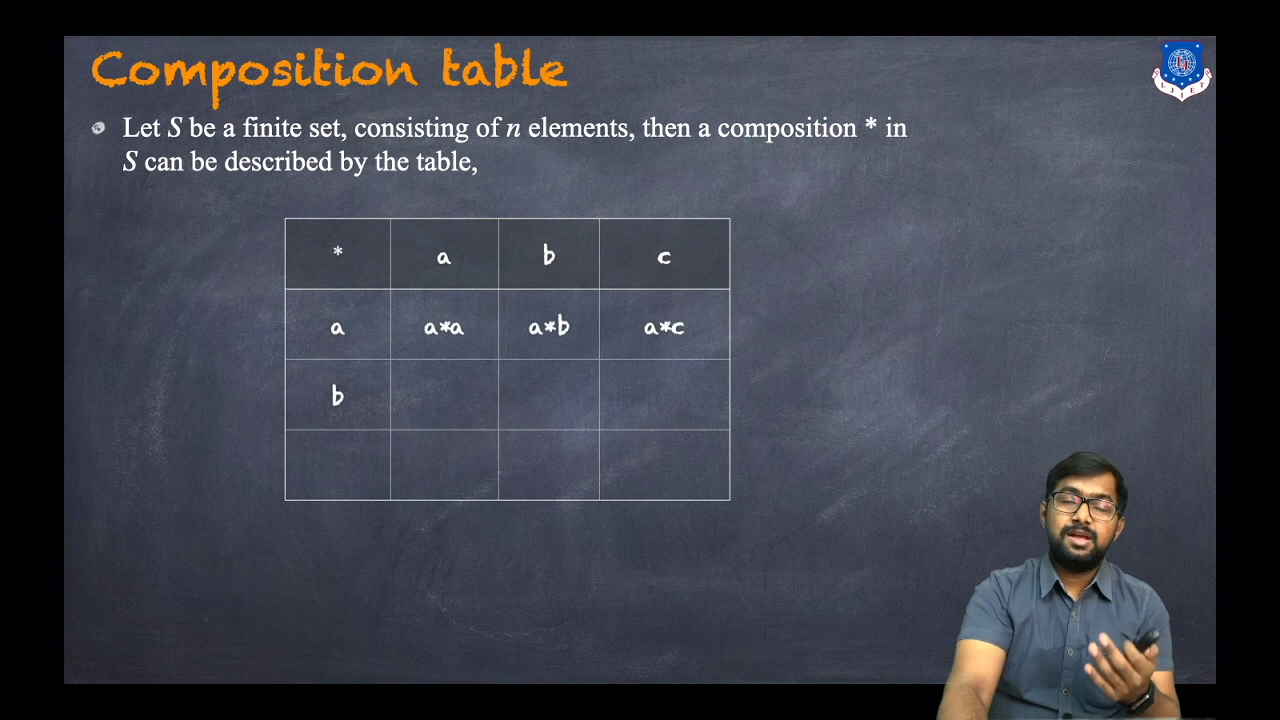 Composition table
Let S be a finite set, consisting of n elements, then a composition * in
S can be described by the table,
* a b c
a a*a a*b a*c
b
L J I E T